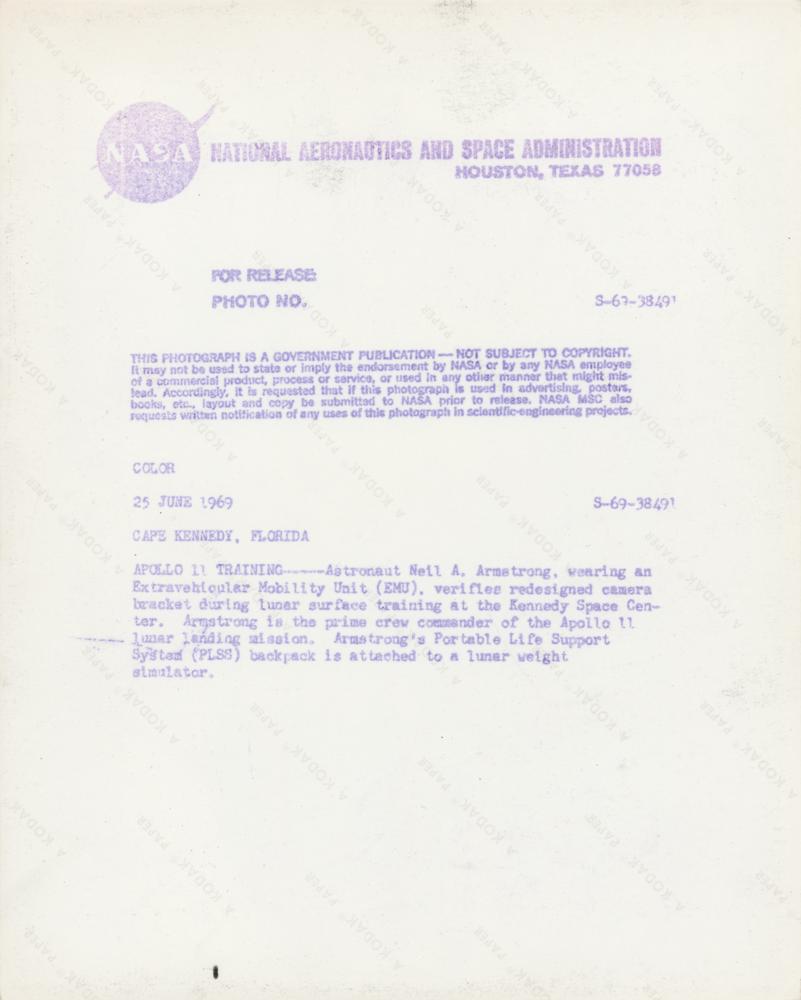 NASA
NATIONAL AERONAUTICS AND SPACE ADMINISTRATION
HOUSTON, TEXAS 77058
FOR RELEASE:
PHOTO NO.
S-69-38491
THIS PHOTOGRAPH IS A GOVERNMENT PUBLICATION — NOT SUBJECT TO COPYRIGHT.
It may not be used to state or imply the endorsement by NASA or by any NASA employee
of a commercial product, process or service, or used in any other manner that might mis-
lead. Accordingly, it is requested that if this photograph is used in advertising, posters,
books, etc., layout and copy be submitted to NASA prior to release. NASA MSC also
requests written notification of any uses of this photograph in scientific-engineering projects.
COLOR
25 JUNE 1969 S-69-38491
CAPE KENNEDY, FLORIDA
APOLLO 11 TRAINING-----Astronaut Neil A. Armstrong, wearing an
Extravehicular Mobility Unit (EMU), verifies redesigned camera
bracket during lunar surface training at the Kennedy Space Cen-
ter. Armstrong is the prime crew commander of the Apollo 11
lunar landing mission. Armstrong's Portable Life Support
System (PLSS) backpack is attached to a lunar weight
simulator.
A KODAK® PAPER